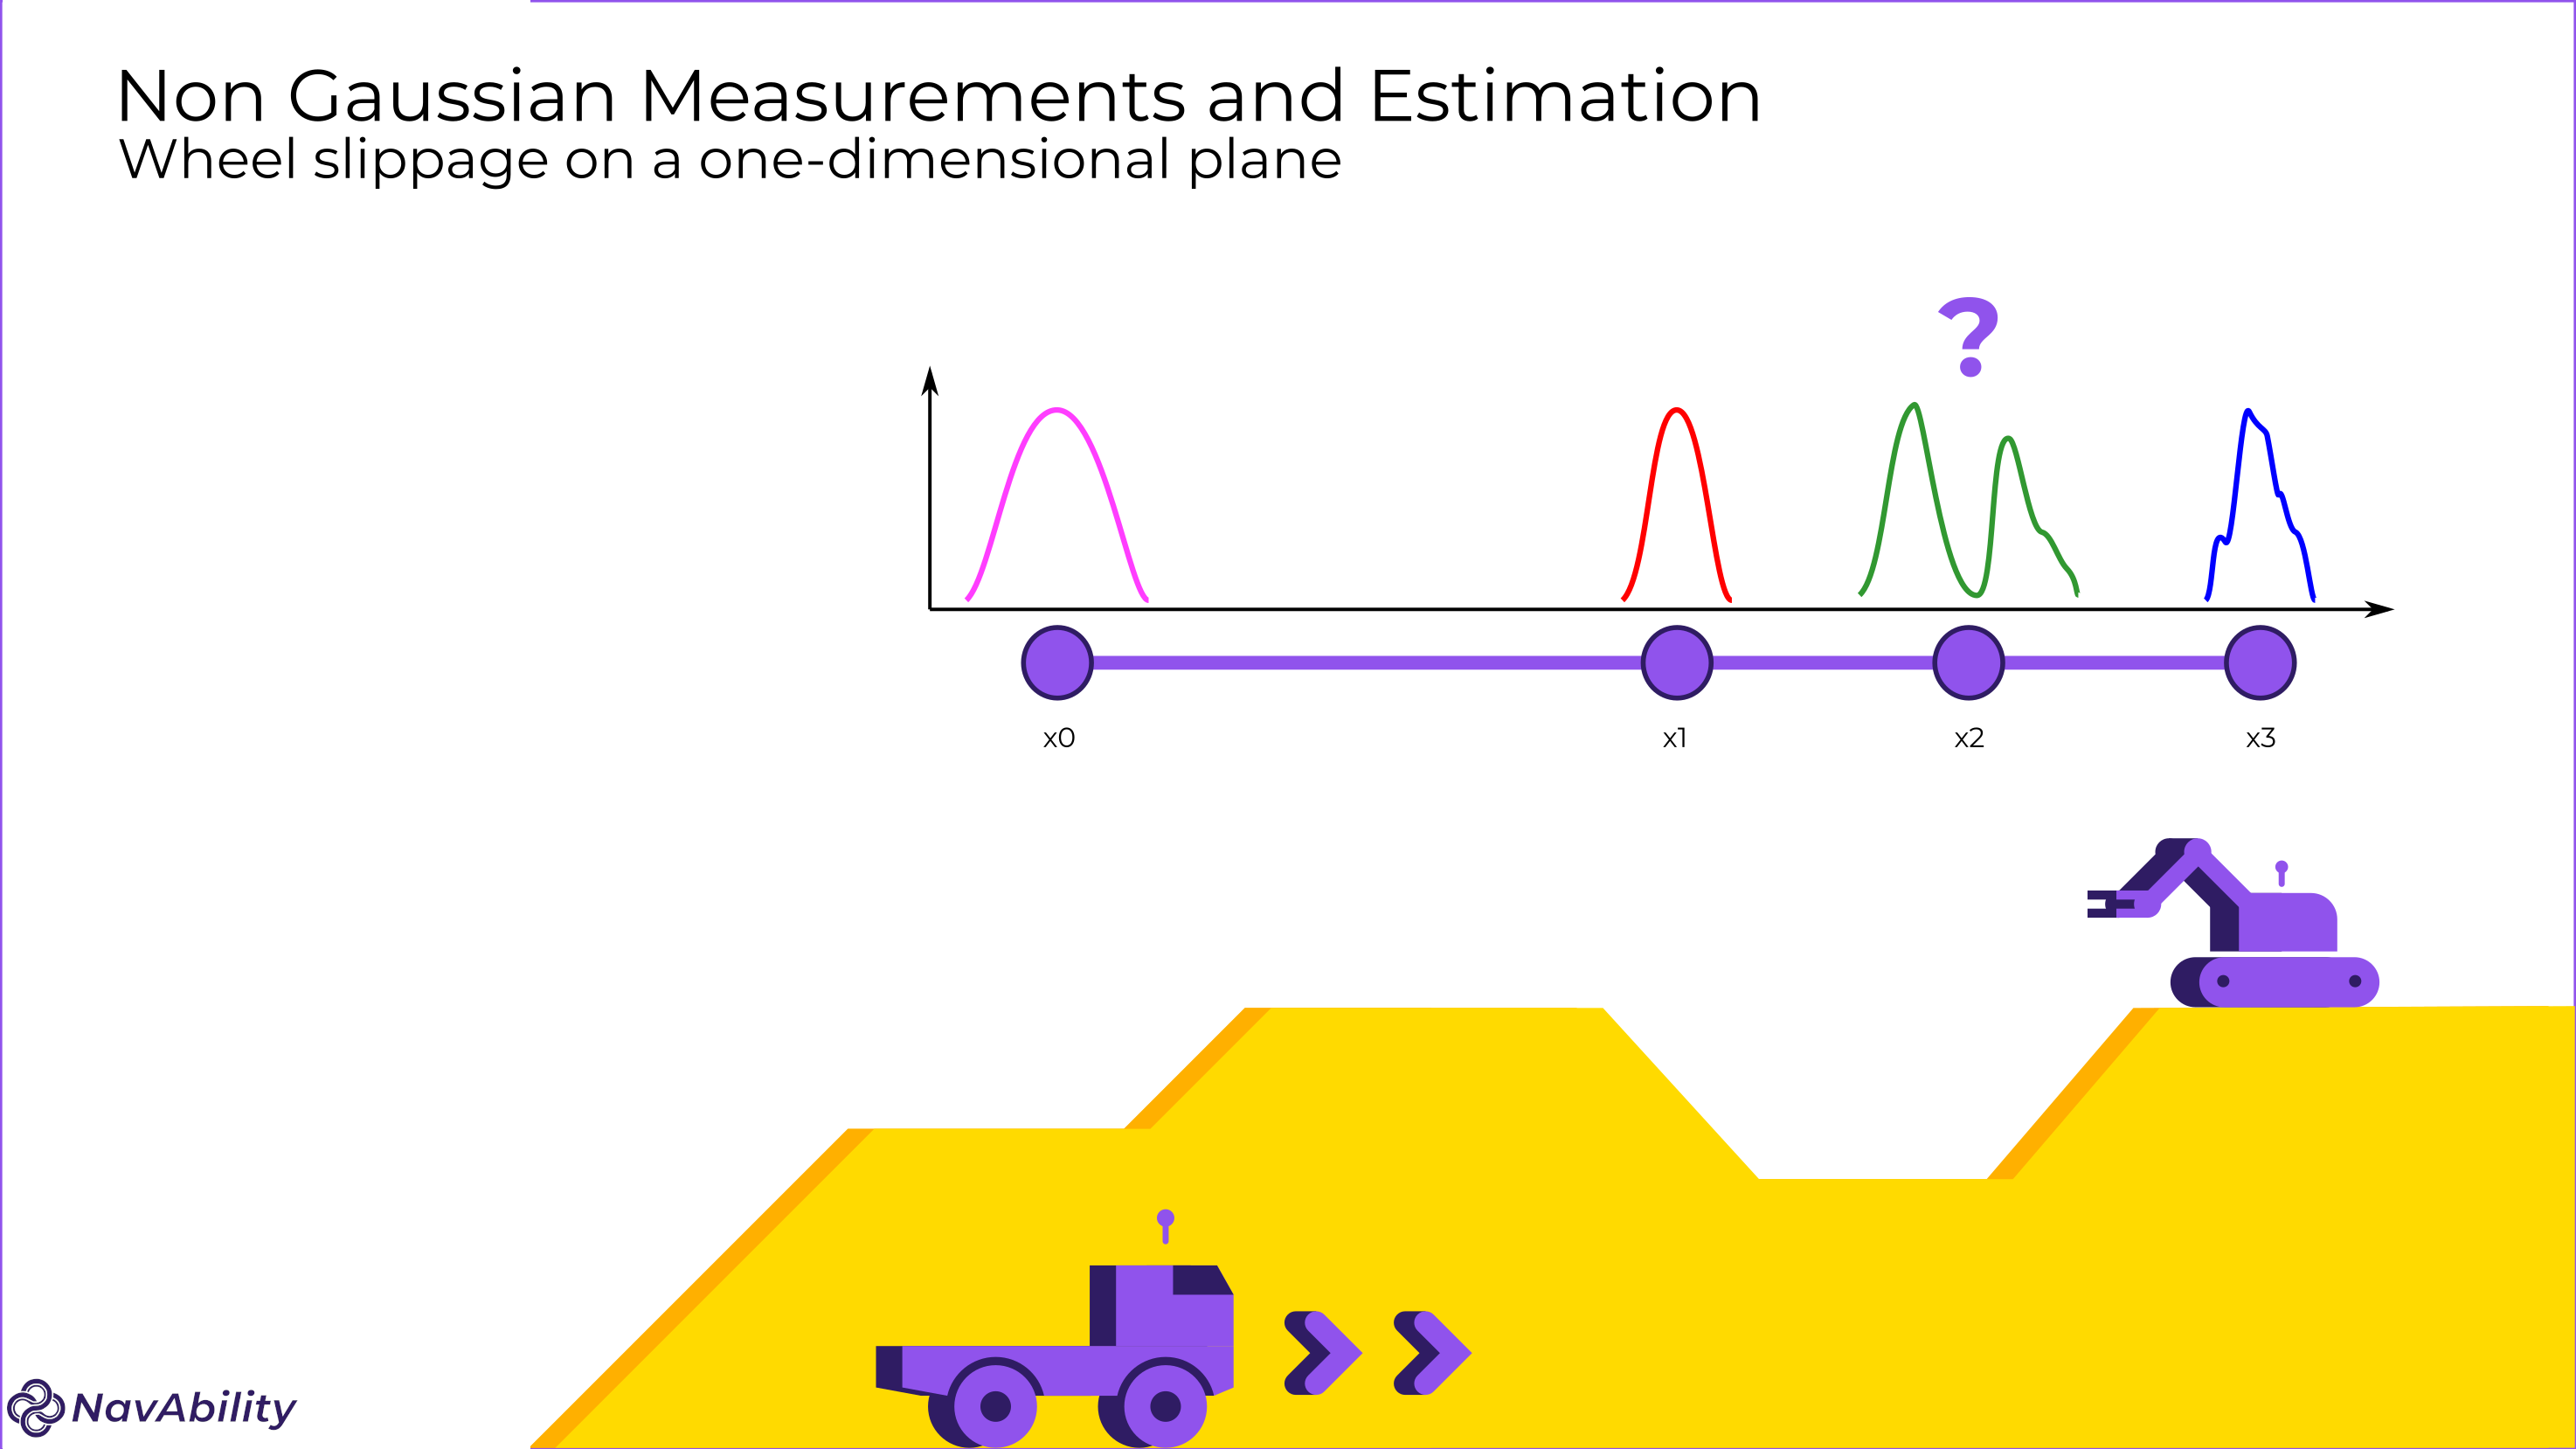 Non Gaussian Measurements and Estimation
Wheel slippage on a one-dimensional plane
?
x0 x1 x2 x3
NavAbility